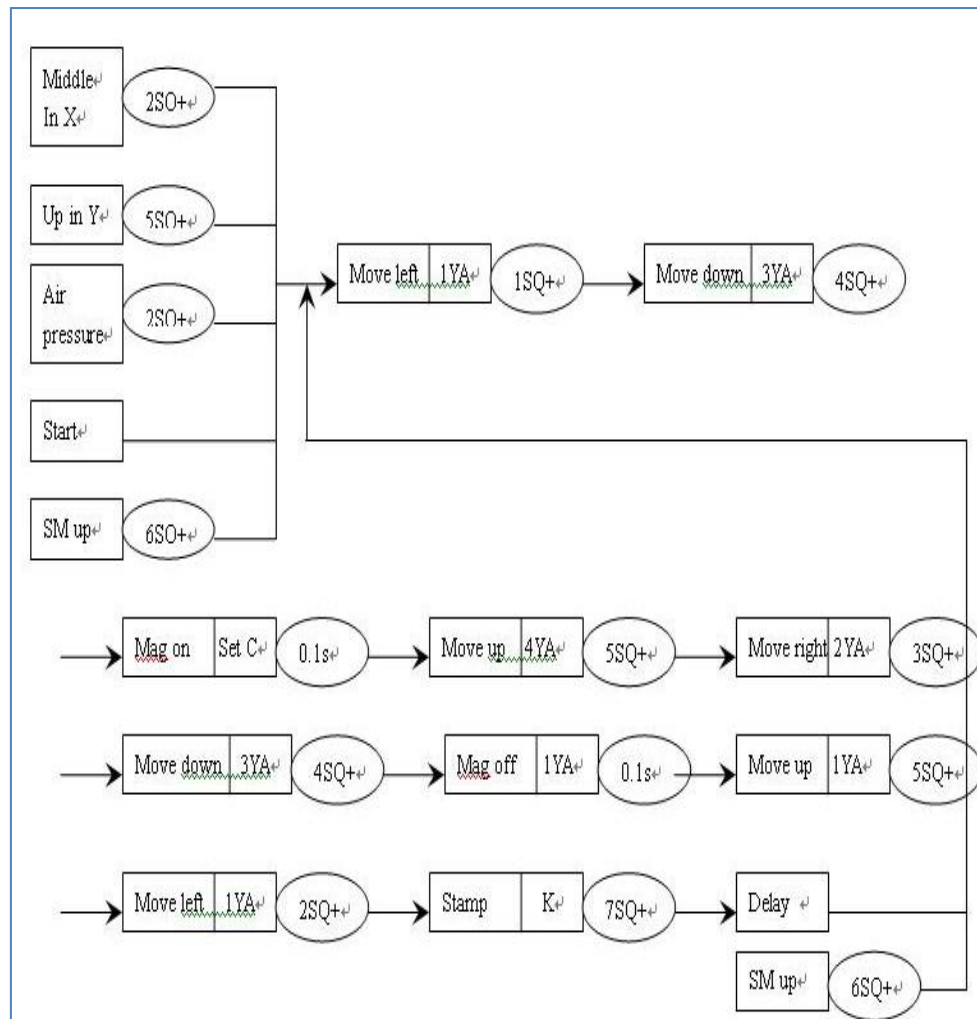 Middle
In X
2SO+
Up in Y
5SO+
Air
pressure
2SO+
Start
SM up
6SO+
Move left 1YA 1SQ+ Move down 3YA 4SQ+
Mag on Set C 0.1s Move up 4YA 5SQ+ Move right 2YA 3SQ+
Move down 3YA 4SQ+ Mag off 1YA 0.1s Move up 1YA 5SQ+
Move left 1YA 2SQ+ Stamp K 7SQ+ Delay
SM up 6SQ+